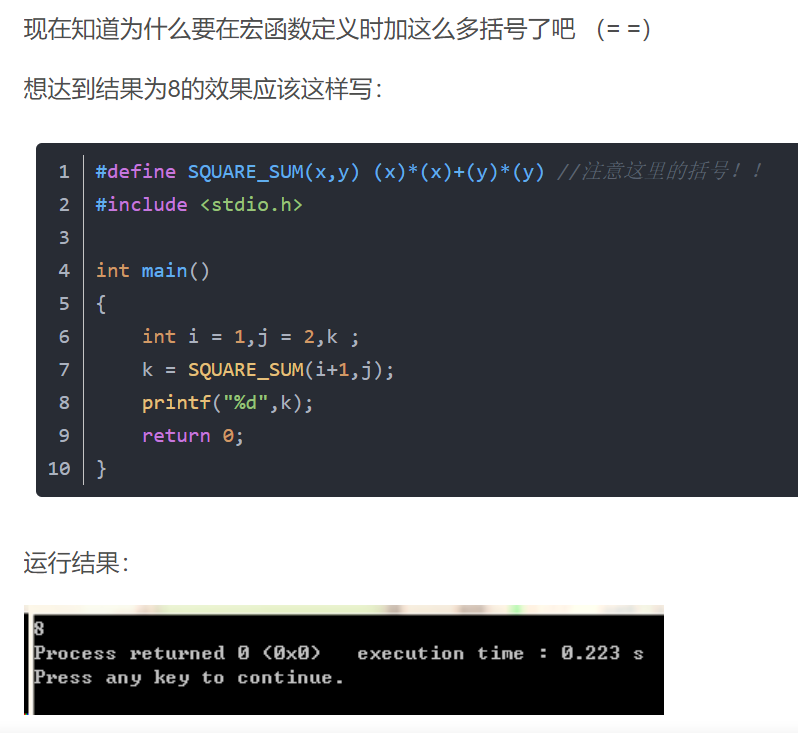 现在知道为什么要在宏函数定义时加这么多括号了吧 （= =）
想达到结果为8的效果应该这样写：
1 #define SQUARE_SUM(x,y) (x)*(x)+(y)*(y) //注意这里的括号！！
2 #include <stdio.h>
3
4 int main()
5 {
6     int i = 1,j = 2,k ;
7     k = SQUARE_SUM(i+1,j);
8     printf("%d",k);
9     return 0;
10 }
运行结果：
8
Process returned 0 (0x0)   execution time : 0.223 s
Press any key to continue.